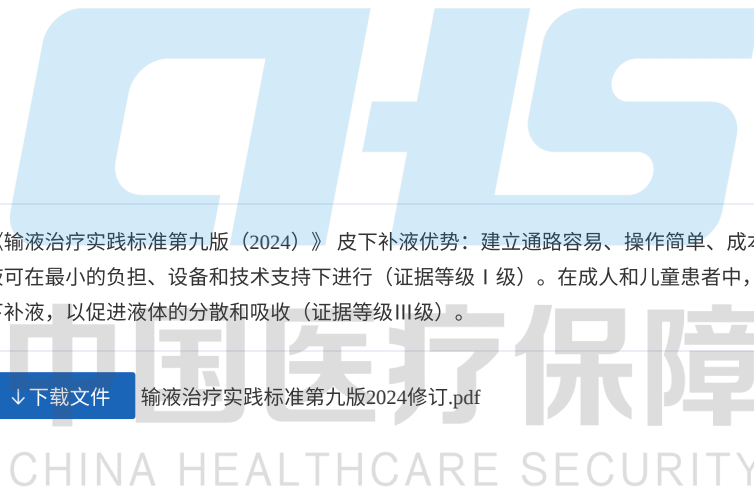 CHS
《输液治疗实践标准第九版（2024）》 皮下补液优势：建立通路容易、操作简单、成
可在最小的负担、设备和技术支持下进行（证据等级Ⅰ级）。在成人和儿童患者中，
补液，以促进液体的分散和吸收（证据等级Ⅲ级）。
中国医疗保障
↓下载文件 输液治疗实践标准第九版2024修订.pdf
CHINA HEALTHCARE SECURITY